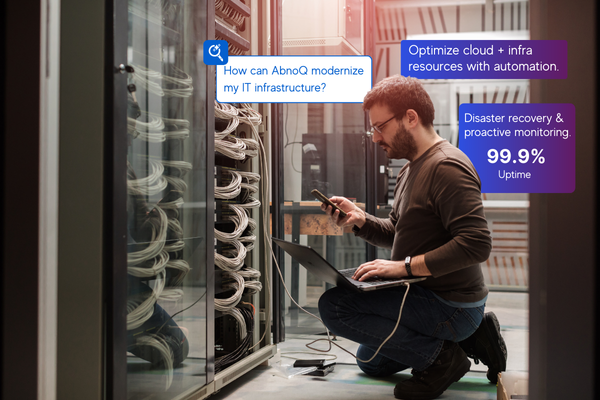 How can AbnoQ modernize
my IT infrastructure?
Optimize cloud + infra
resources with automation.
Disaster recovery &
proactive monitoring.
99.9%
Uptime